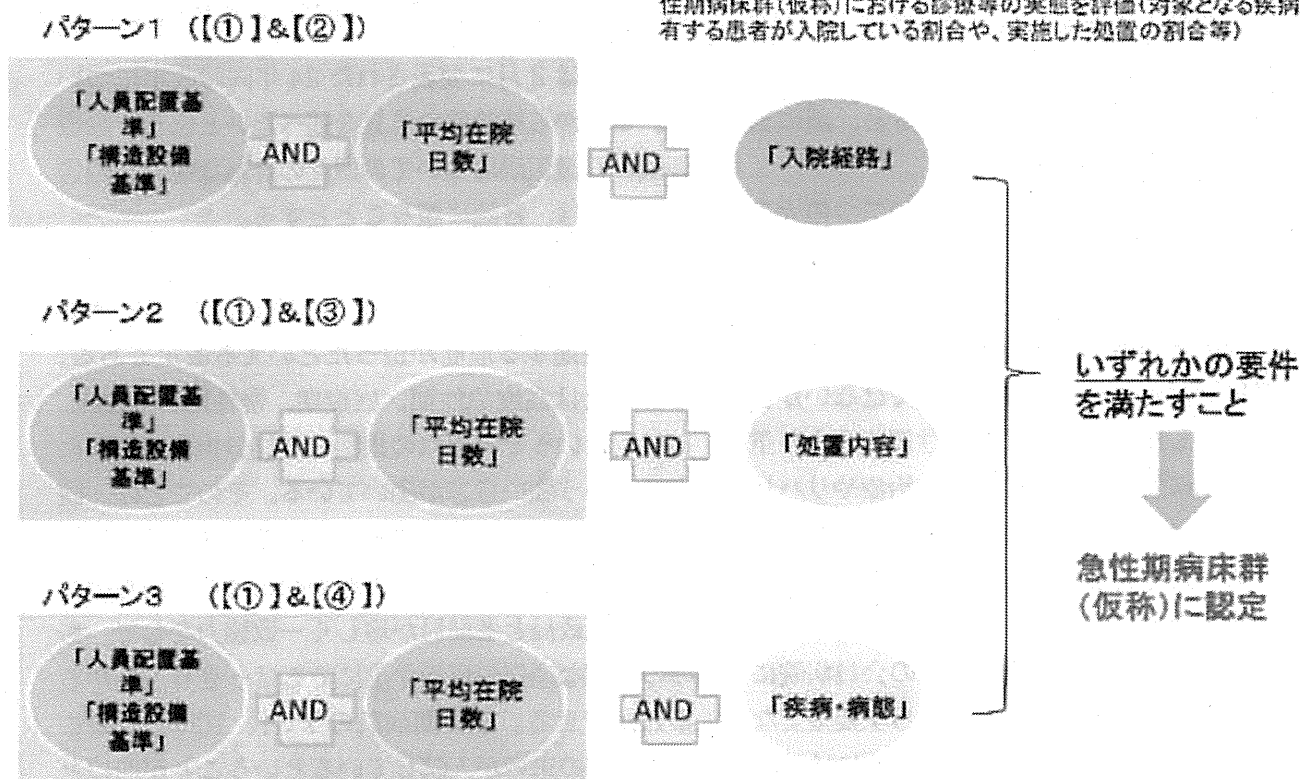 性期病床群(仮称)における診療等の実態を評価(対象となる疾病
有する患者が入院している割合や、実施した処置の割合等)
パターン1 (【①】&【②】)
「人員配置基
準」
「構造設備
基準」
AND
「平均在院
日数」
AND
「入院経路」
パターン2 (【①】&【③】)
「人員配置基
準」
「構造設備
基準」
AND
「平均在院
日数」
AND
「処置内容」
パターン3 (【①】&【④】)
「人員配置基
準」
「構造設備
基準」
AND
「平均在院
日数」
AND
「疾病・病態」
いずれかの要件
を満たすこと
急性期病床群
(仮称)に認定